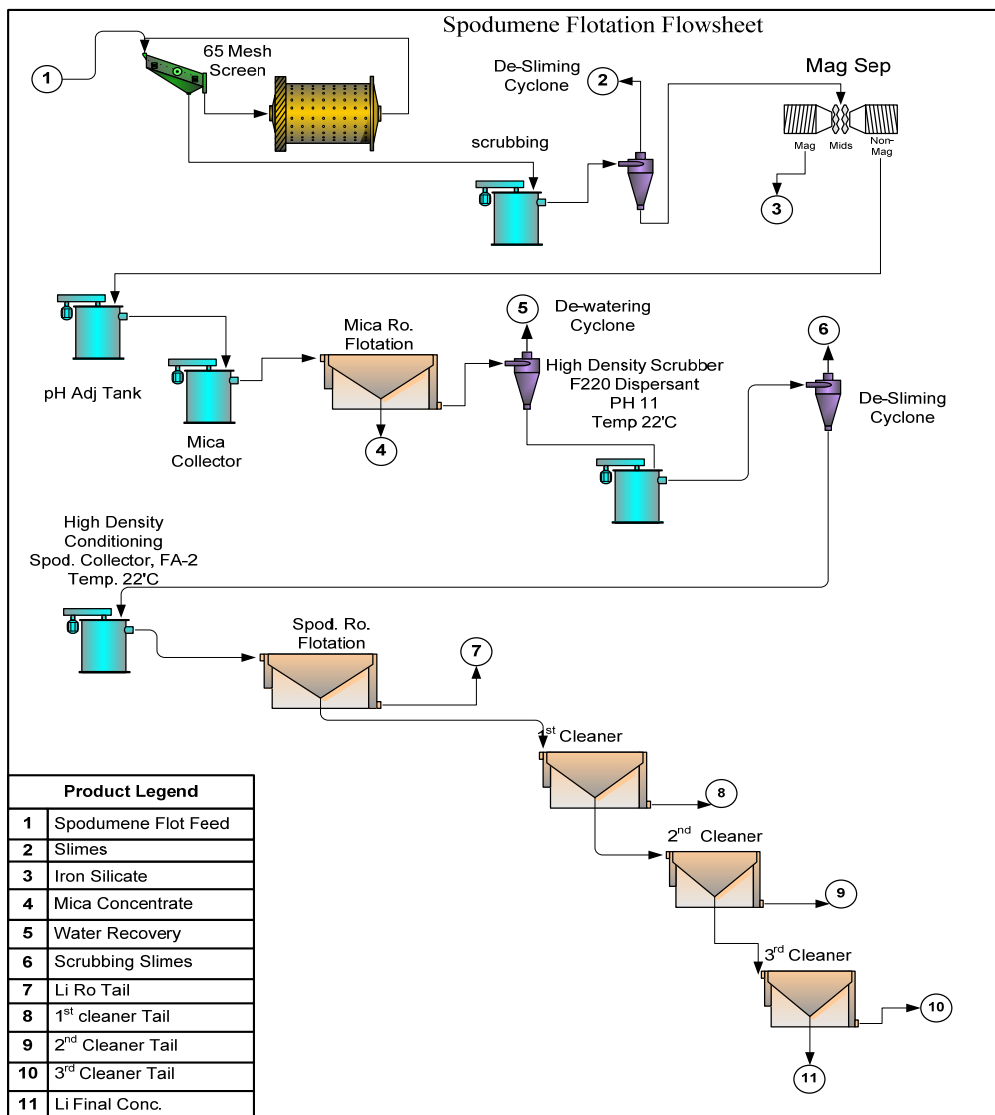 Spodumene Flotation Flowsheet
1
65 Mesh
Screen
De-Sliming
Cyclone
2
Mag Sep
Mag
Mids
Non-
Mag
3
scrubbing
pH Adj Tank
Mica
Collector
Mica Ro.
Flotation
4
5
De-watering
Cyclone
High Density Scrubber
F220 Dispersant
PH 11
Temp 22'C
6
De-Sliming
Cyclone
High Density
Conditioning
Spod. Collector, FA-2
Temp. 22'C
Spod. Ro.
Flotation
7
1st Cleaner
8
2nd Cleaner
9
3rd Cleaner
10
11
Product Legend
1 Spodumene Flot Feed
2 Slimes
3 Iron Silicate
4 Mica Concentrate
5 Water Recovery
6 Scrubbing Slimes
7 Li Ro Tail
8 1st cleaner Tail
9 2nd Cleaner Tail
10 3rd Cleaner Tail
11 Li Final Conc.